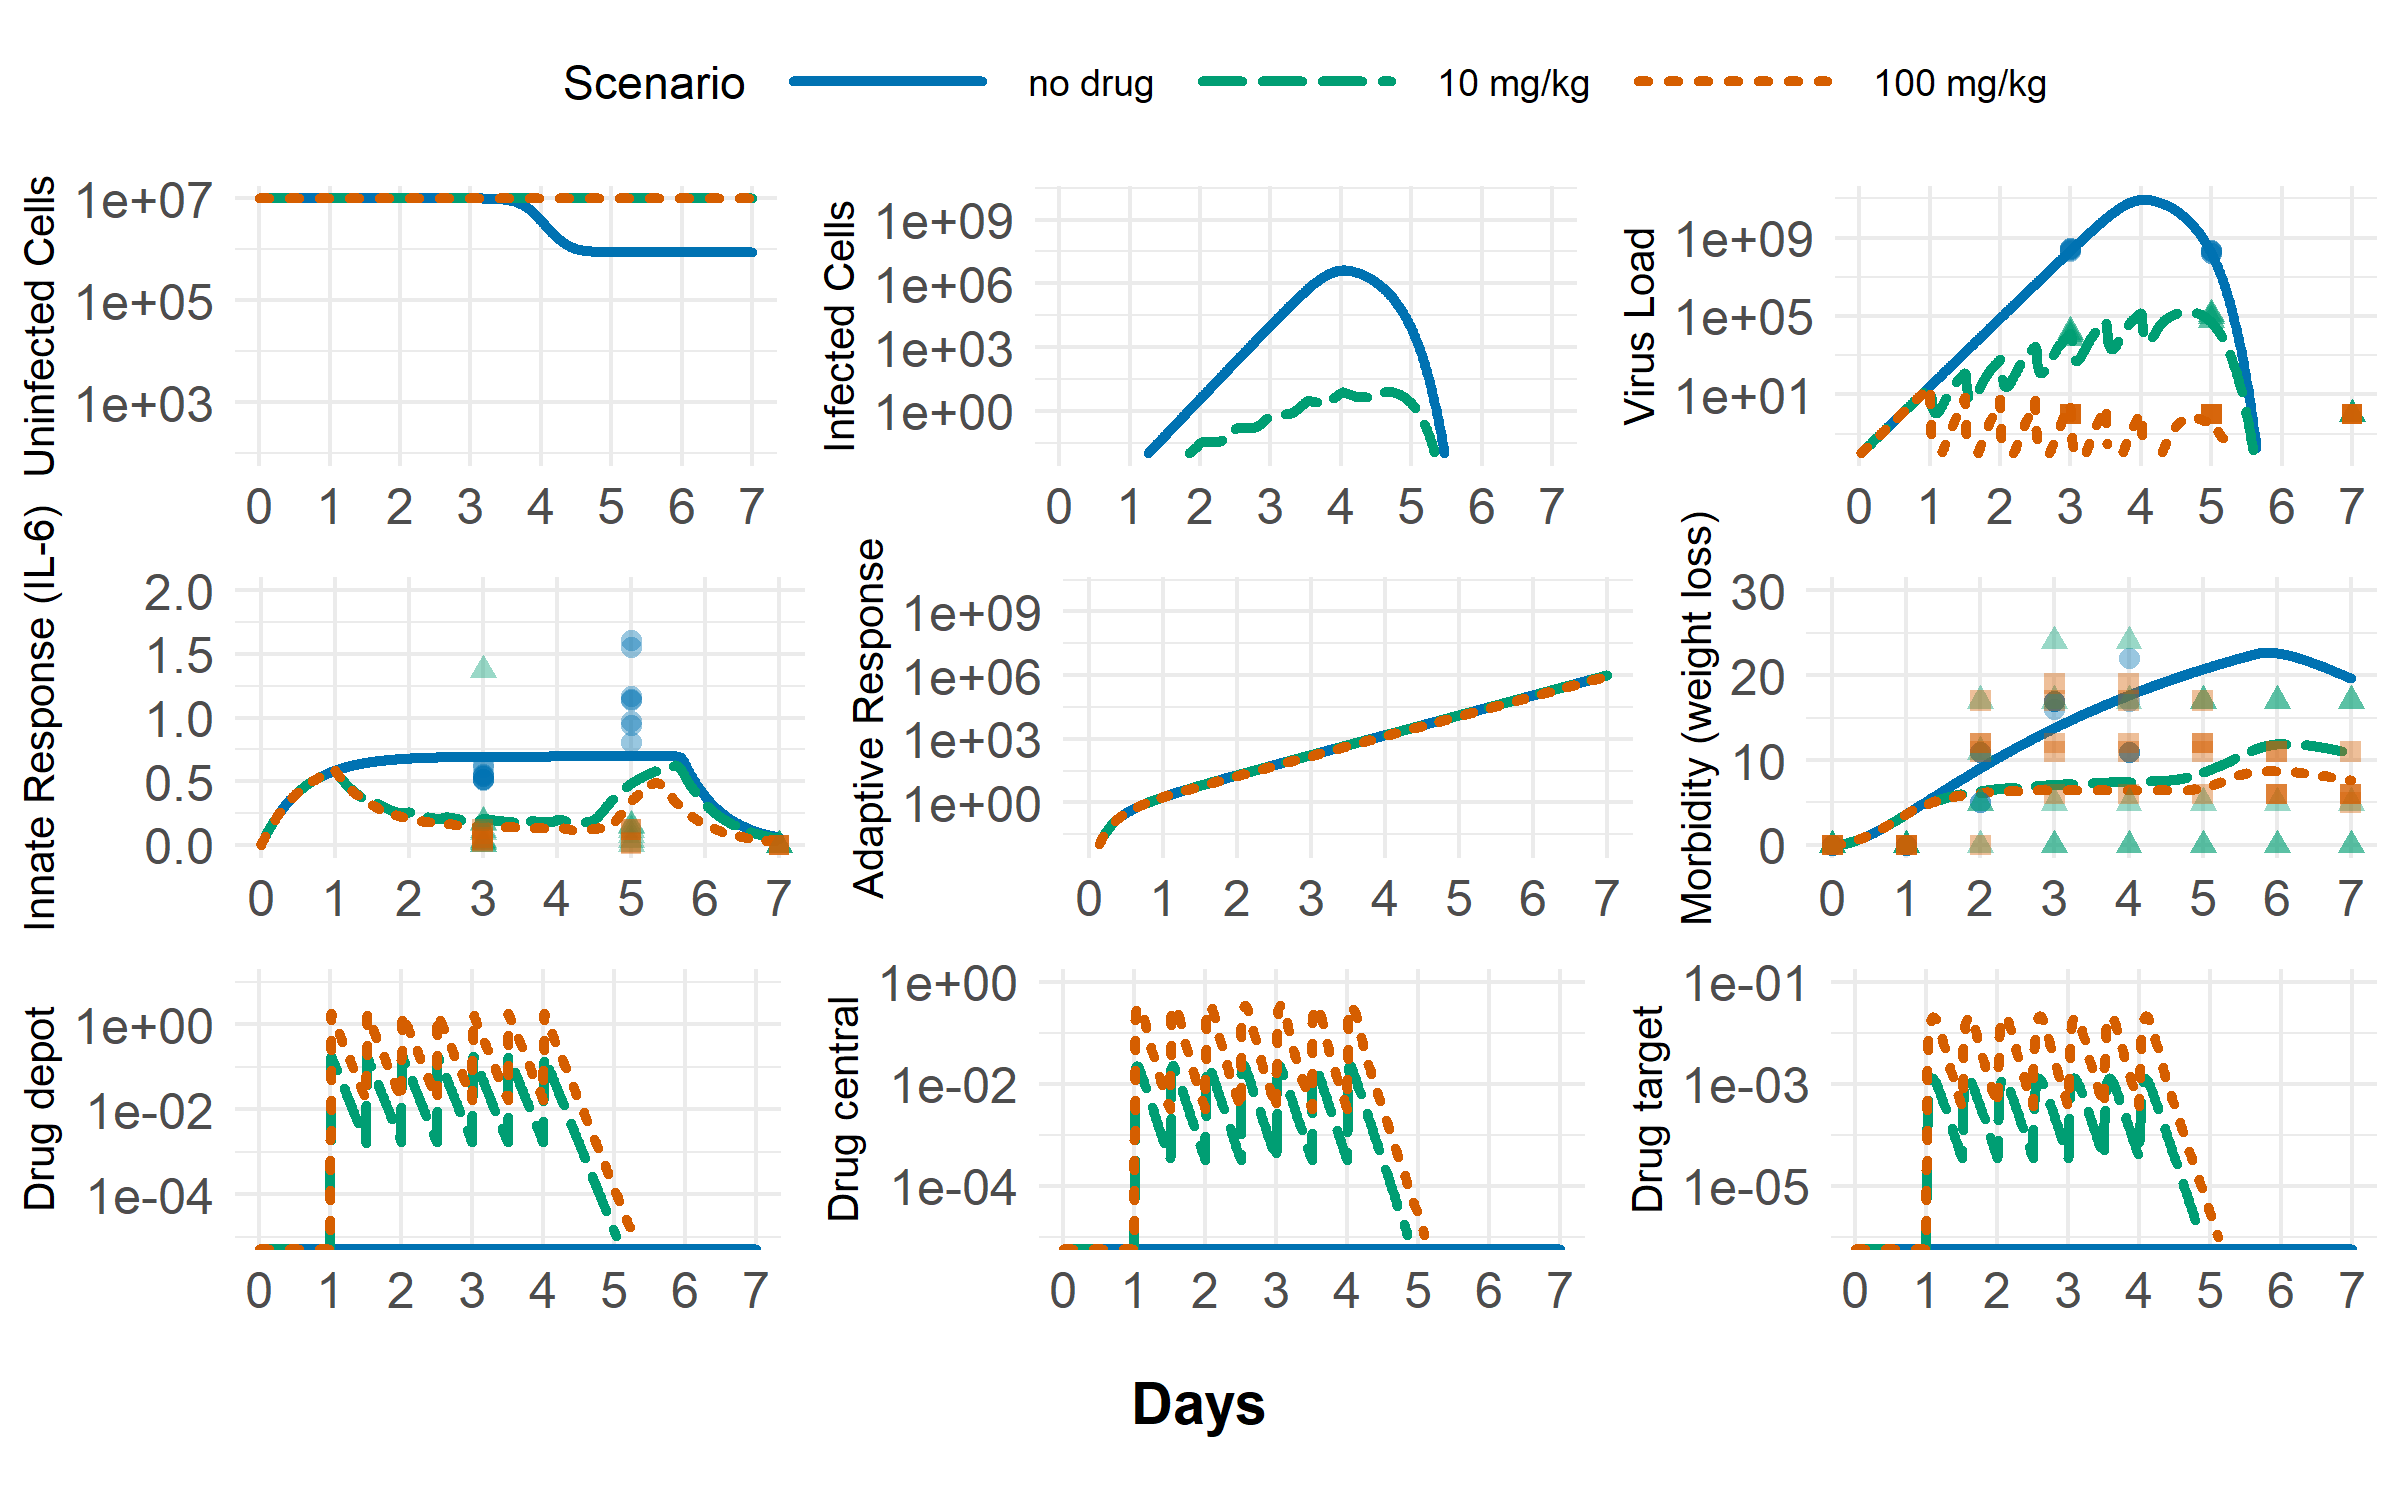 Scenario no drug 10 mg/kg 100 mg/kg
Uninfected Cells
1e+07
1e+05
1e+03
0 1 2 3 4 5 6 7
Infected Cells
1e+09
1e+06
1e+03
1e+00
0 1 2 3 4 5 6 7
Virus Load
1e+09
1e+05
1e+01
0 1 2 3 4 5 6 7
Innate Response (IL-6)
2.0
1.5
1.0
0.5
0.0
0 1 2 3 4 5 6 7
Adaptive Response
1e+09
1e+06
1e+03
1e+00
0 1 2 3 4 5 6 7
Morbidity (weight loss)
30
20
10
0
0 1 2 3 4 5 6 7
Drug depot
1e+00
1e-02
1e-04
0 1 2 3 4 5 6 7
Drug central
1e+00
1e-02
1e-04
0 1 2 3 4 5 6 7
Drug target
1e-01
1e-03
1e-05
0 1 2 3 4 5 6 7
Days